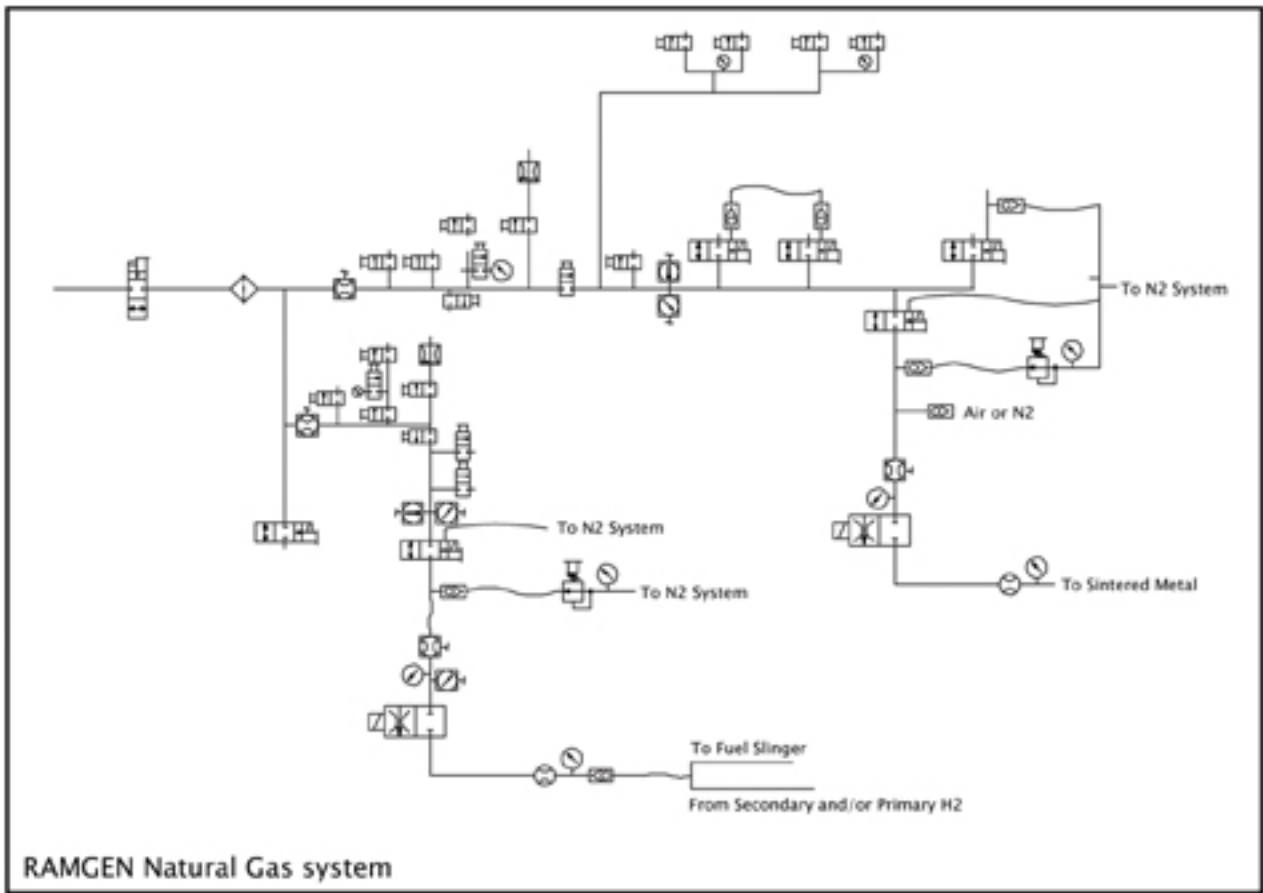 To N2 System
Air or N2
To N2 System
To Sintered Metal
To N2 System
To Fuel Slinger
From Secondary and/or Primary H2
RAMGEN Natural Gas system